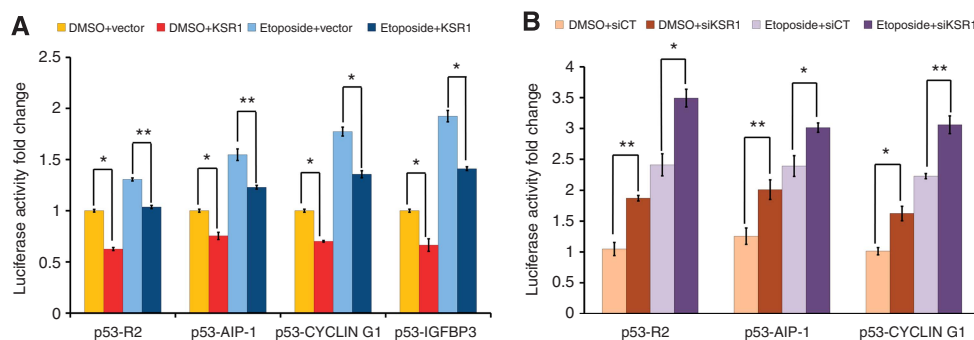 A
DMSO+vector DMSO+KSR1 Etoposide+vector Etoposide+KSR1
Luciferase activity fold change
2.5
2
1.5
1
0.5
0
* ** * ** * * * *
p53-R2 p53-AIP-1 p53-CYCLIN G1 p53-IGFBP3
B
DMSO+siCT DMSO+siKSR1 Etoposide+siCT Etoposide+siKSR1
Luciferase activity fold change
4
3.5
3
2.5
2
1.5
1
0.5
0
** * ** * * **
p53-R2 p53-AIP-1 p53-CYCLIN G1